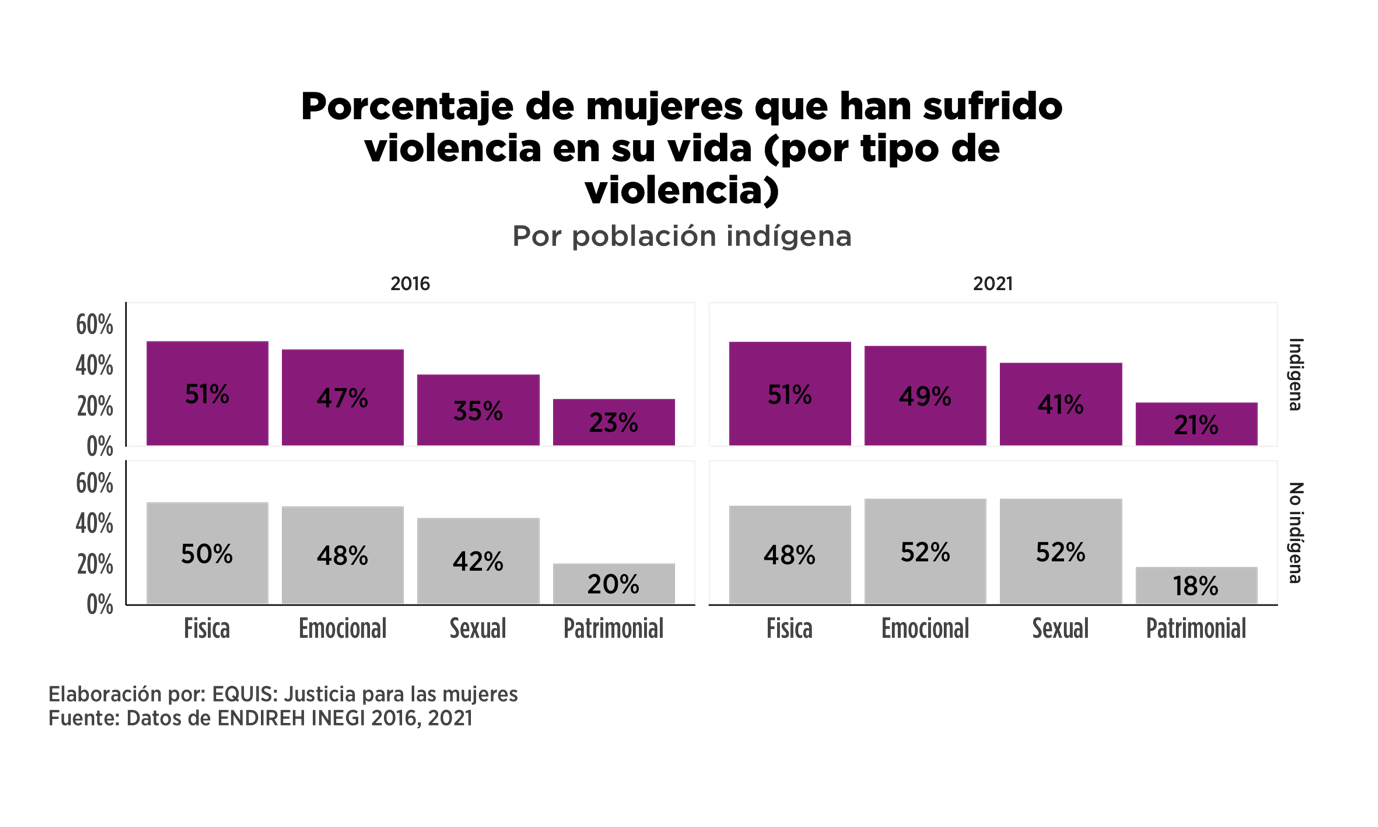 Porcentaje de mujeres que han sufrido
violencia en su vida (por tipo de
violencia)
Por población indígena
2016
2021
60%
40%
20%
0%
51%
47%
35%
23%
51%
49%
41%
21%
Indigena
60%
40%
20%
0%
50%
48%
42%
20%
48%
52%
52%
18%
No indígena
Fisica
Emocional
Sexual
Patrimonial
Fisica
Emocional
Sexual
Patrimonial
Elaboración por: EQUIS: Justicia para las mujeres
Fuente: Datos de ENDIREH INEGI 2016, 2021